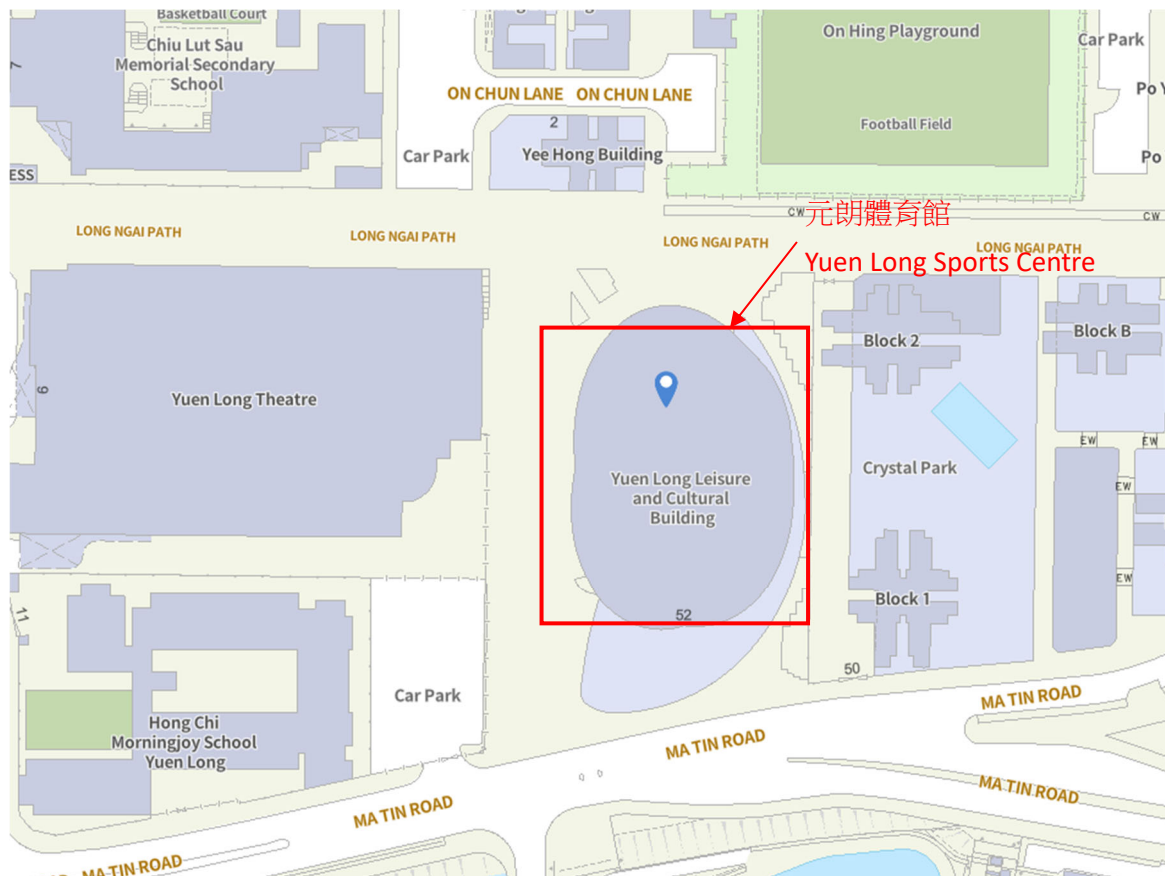 Basketball Court
Chiu Lut Sau
Memorial Secondary
School
7
On Hing Playground
Car Park
ON CHUN LANE
ON CHUN LANE
Po
2
Football Field
Car Park
Yee Hong Building
Po
ESS
CW
元朗體育館
CW
LONG NGAI PATH
LONG NGAI PATH
LONG NGAI PATH
LONG NGAI PATH
Yuen Long Sports Centre
Block 2
Block B
9
Yuen Long Theatre
EW
EW
Crystal Park
Yuen Long Leisure
and Cultural
Building
EW
EW
Block 1
52
11
50
Car Park
MA TIN ROAD
Hong Chi
Morningjoy School
Yuen Long
MA TIN ROAD
MA TIN ROAD
MA TIN ROAD
MA TIN ROAD